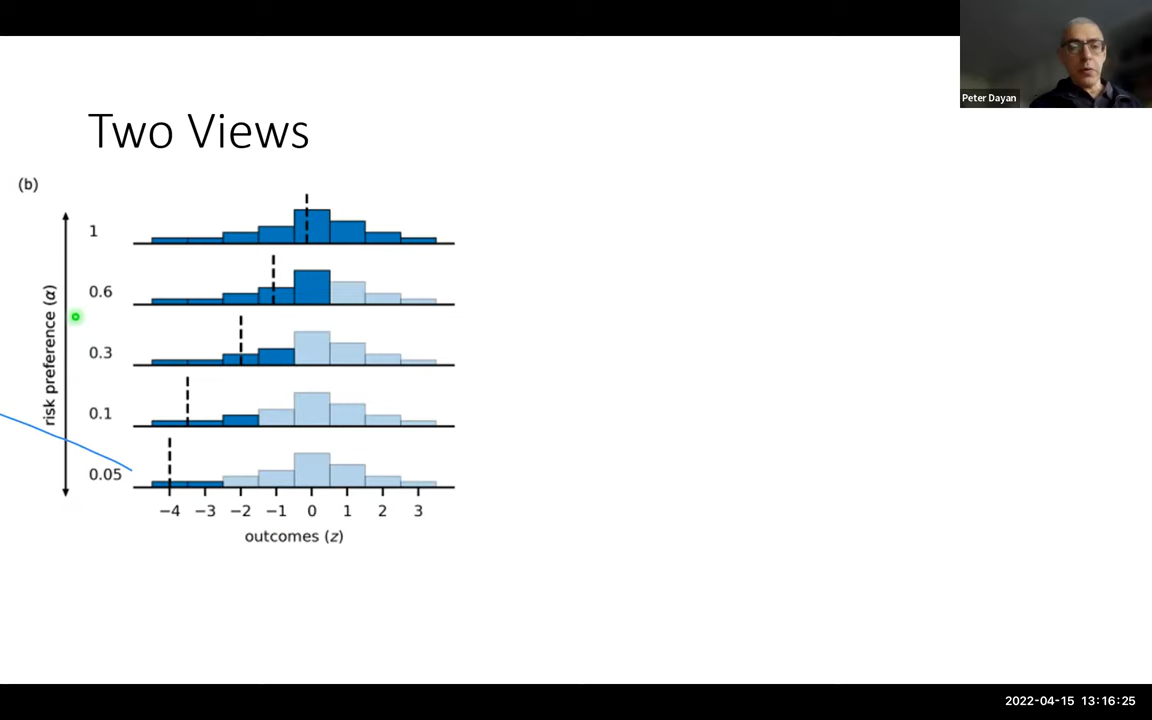 Peter Dayan
Two Views
(b)
risk preference (α)
1
0.6
0.3
0.1
0.05
−4 −3 −2 −1 0 1 2 3
outcomes (z)
2022-04-15 13:16:25